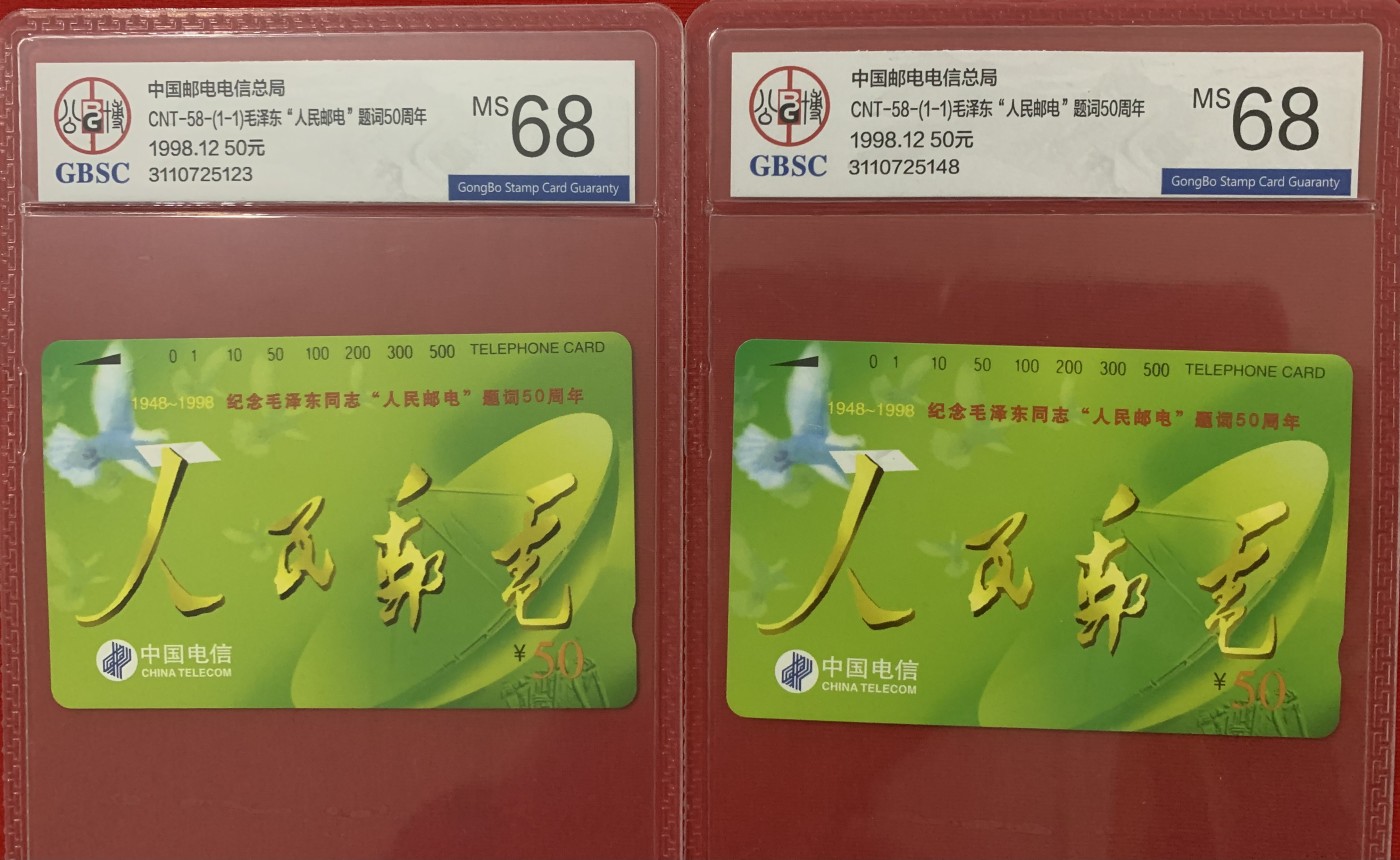 公博
GBSC
中国邮电电信总局
CNT-58-(1-1)毛泽东“人民邮电”题词50周年
1998.12 50元
3110725123
MS 68
GongBo Stamp Card Guaranty
0 1 10 50 100 200 300 500 TELEPHONE CARD
1948~1998 纪念毛泽东同志“人民邮电”题词50周年
人民邮电
中国电信
CHINA TELECOM
¥50
公博
GBSC
中国邮电电信总局
CNT-58-(1-1)毛泽东“人民邮电”题词50周年
1998.12 50元
3110725148
MS 68
GongBo Stamp Card Guaranty
0 1 10 50 100 200 300 500 TELEPHONE CARD
1948~1998 纪念毛泽东同志“人民邮电”题词50周年
人民邮电
中国电信
CHINA TELECOM
¥50